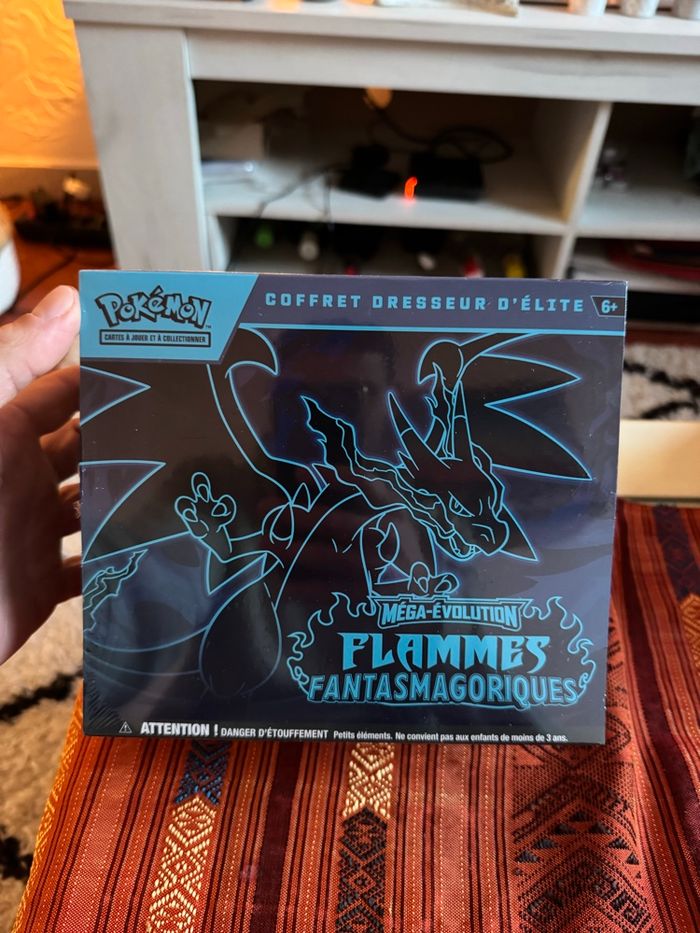 POKÉMON™
CARTES À JOUER ET À COLLECTIONNER
COFFRET DRESSEUR D'ÉLITE
6+
MÉGA-ÉVOLUTION
FLAMMES
FANTASMAGORIQUES
ATTENTION ! DANGER D'ÉTOUFFEMENT Petits éléments. Ne convient pas aux enfants de moins de 3 ans.